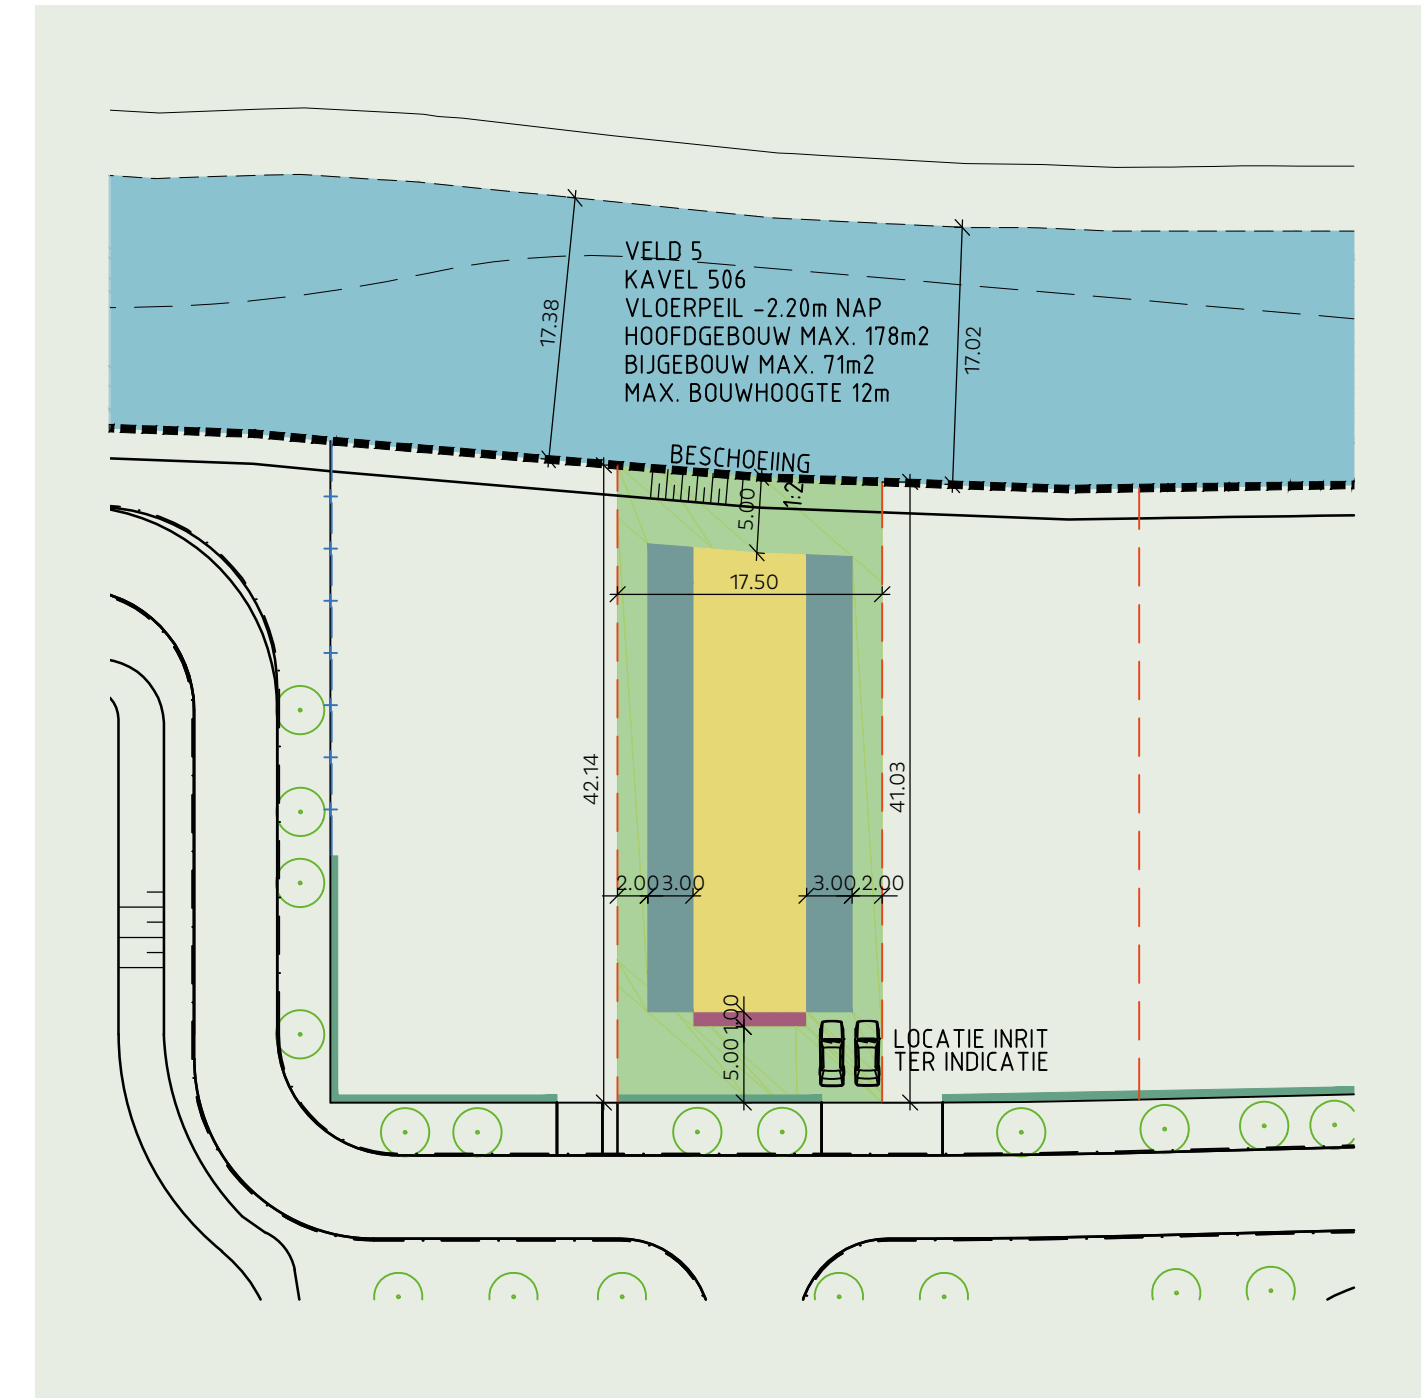 VELD 5
KAVEL 506
VLOERPEIL -2.20m NAP
HOOFDGEBOUW MAX. 178m2
BIJGEBOUW MAX. 71m2
MAX. BOUWHOOGTE 12m
17.38
17.02
BESCHOEIING
5.00
1:2
17.50
42.14
41.03
2.00
3.00
3.00
2.00
1.00
5.00
LOCATIE INRIT
TER INDICATIE